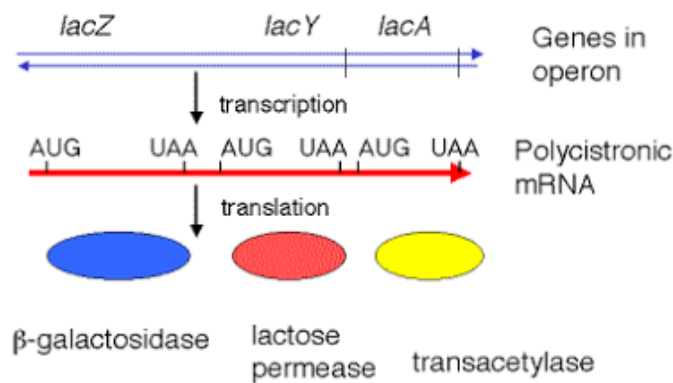 lacZ lacY lacA
Genes in
operon
transcription
AUG UAA AUG UAA AUG UAA
Polycistronic
mRNA
translation
β-galactosidase
lactose
permease
transacetylase